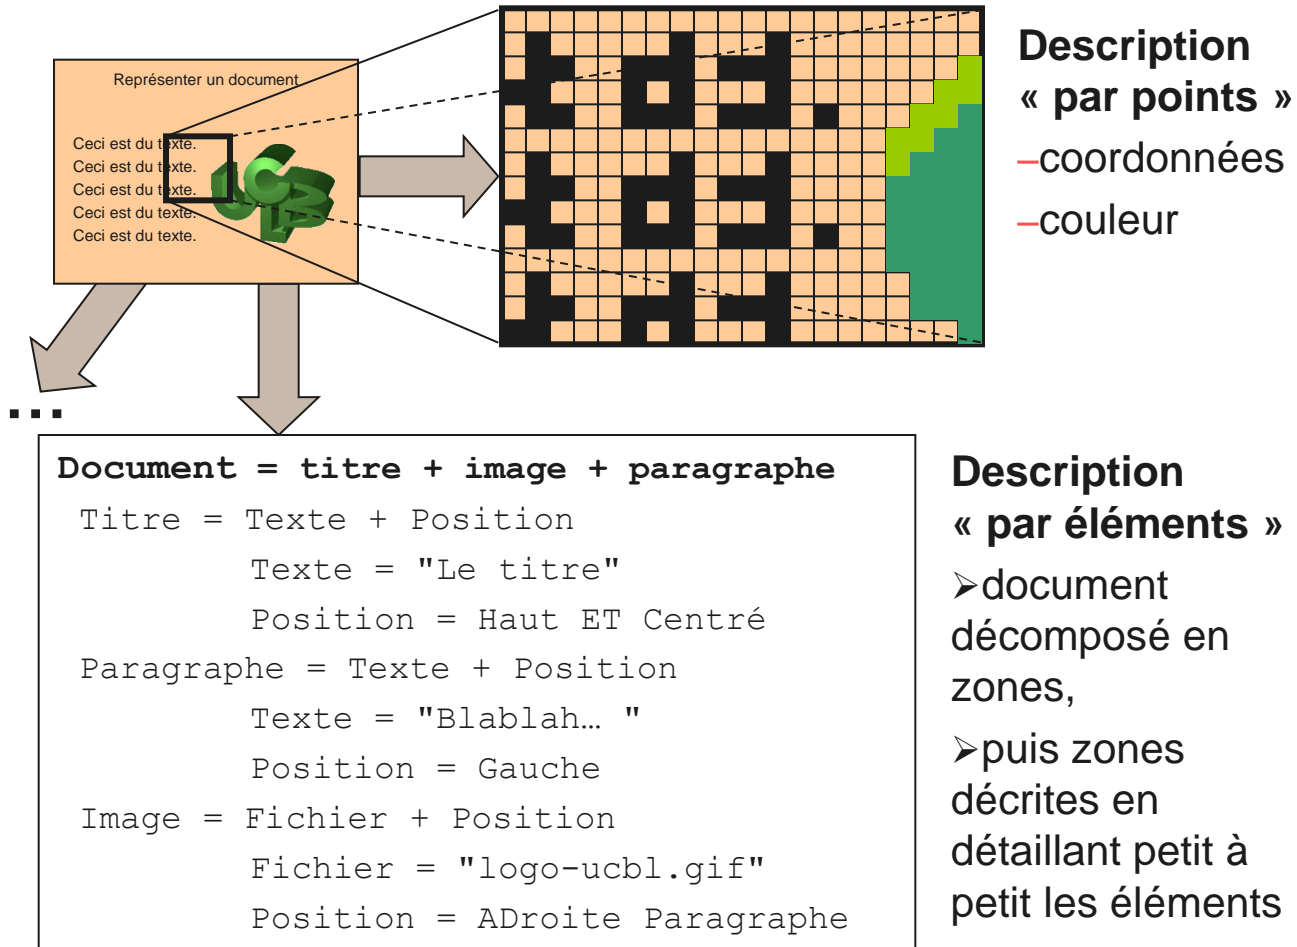 Représenter un document
Ceci est du texte.
Ceci est du texte.
Ceci est du texte.
Ceci est du texte.
Ceci est du texte.
Description
« par points »
–coordonnées
–couleur
...
Document = titre + image + paragraphe
Titre = Texte + Position
Texte = "Le titre"
Position = Haut ET Centré
Paragraphe = Texte + Position
Texte = "Blablah… "
Position = Gauche
Image = Fichier + Position
Fichier = "logo-ucbl.gif"
Position = ADroite Paragraphe
Description
« par éléments »
➢document
décomposé en
zones,
➢puis zones
décrites en
détaillant petit à
petit les éléments